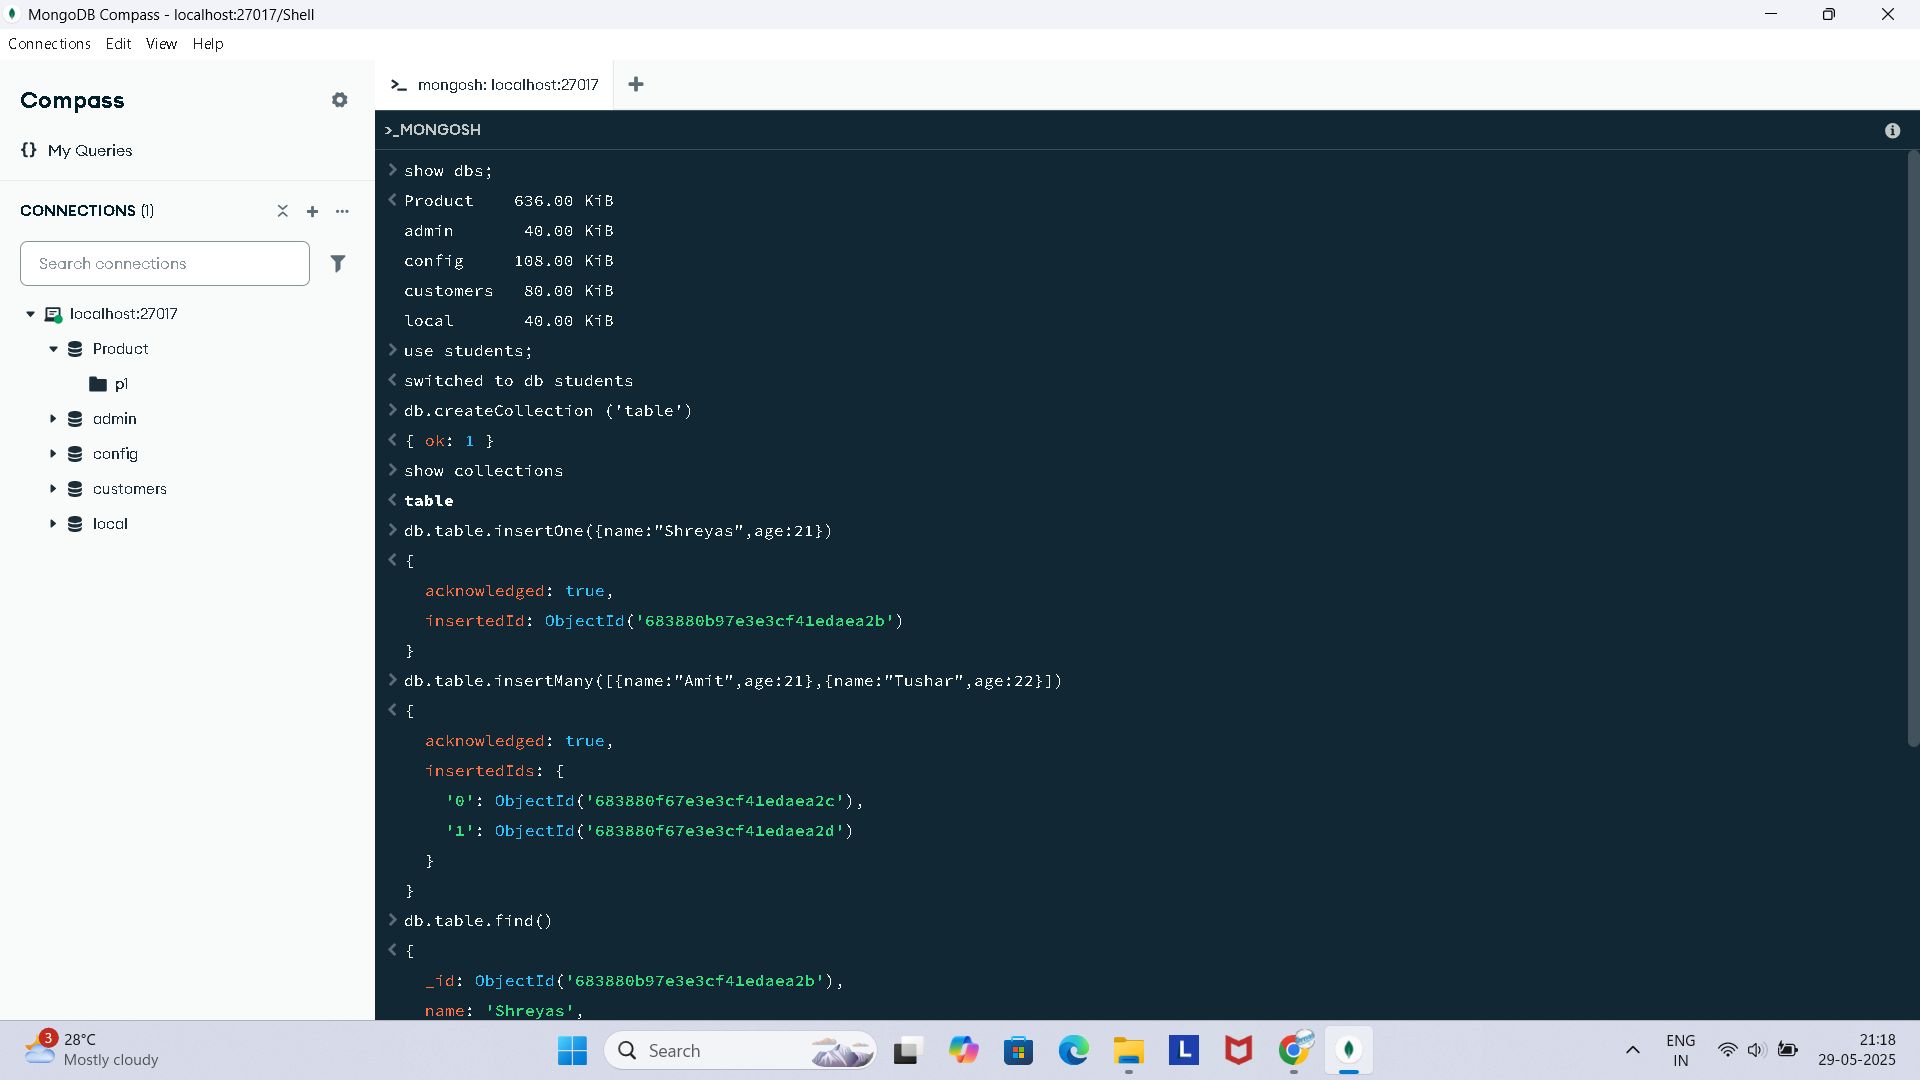 MongoDB Compass - localhost:27017/Shell
Connections Edit View Help
Compass
My Queries
CONNECTIONS (1)
Search connections
localhost:27017
Product
p1
admin
config
customers
local
mongosh: localhost:27017
>_MONGOSH
> show dbs;
< Product 636.00 KiB
admin 40.00 KiB
config 108.00 KiB
customers 80.00 KiB
local 40.00 KiB
> use students;
< switched to db students
> db.createCollection ('table')
< { ok: 1 }
> show collections
< table
> db.table.insertOne({name:"Shreyas",age:21})
< {
acknowledged: true,
insertedId: ObjectId('683880b97e3e3cf41edaea2b')
}
> db.table.insertMany([{name:"Amit",age:21},{name:"Tushar",age:22}])
< {
acknowledged: true,
insertedIds: {
'0': ObjectId('683880f67e3e3cf41edaea2c'),
'1': ObjectId('683880f67e3e3cf41edaea2d')
}
}
> db.table.find()
< {
_id: ObjectId('683880b97e3e3cf41edaea2b'),
name: 'Shreyas',
3
28°C
Mostly cloudy
Search
L
ENG
IN
21:18
29-05-2025